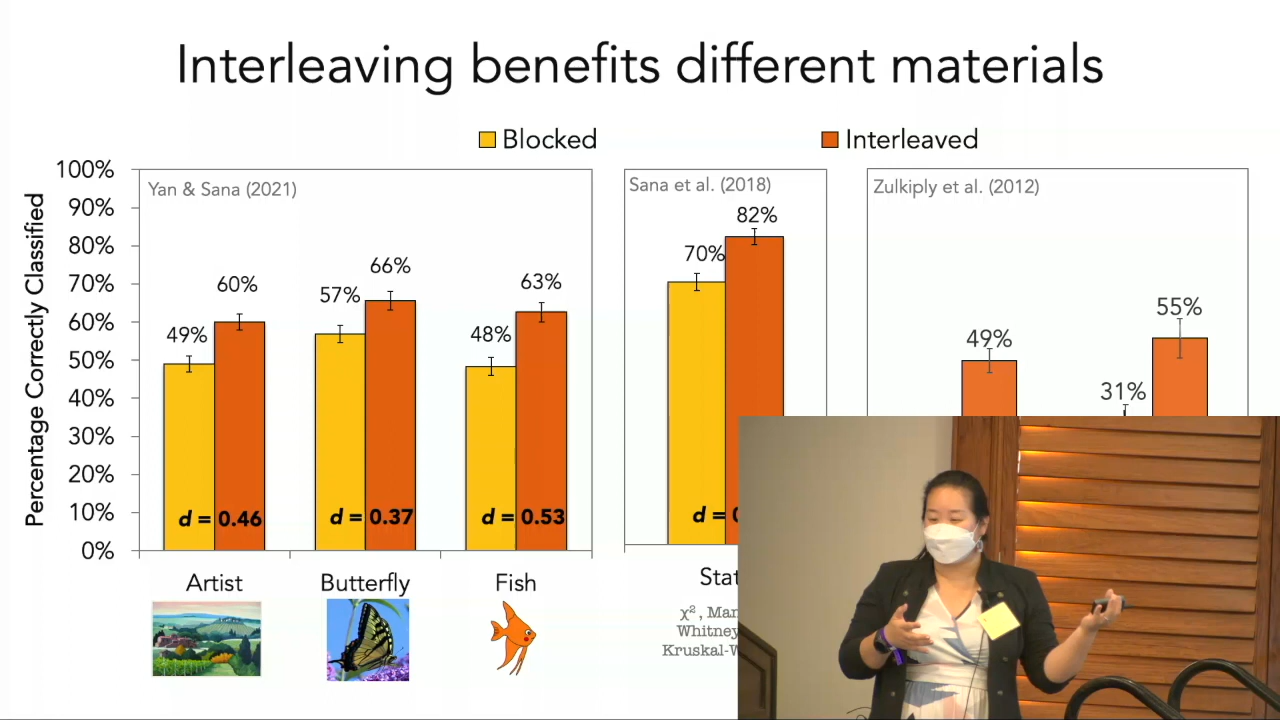 Interleaving benefits different materials
Blocked
Interleaved
Percentage Correctly Classified
100%
90%
80%
70%
60%
50%
40%
30%
20%
10%
0%
Yan & Sana (2021)
49%
60%
57%
66%
48%
63%
d = 0.46
d = 0.37
d = 0.53
Artist
Butterfly
Fish
Sana et al. (2018)
70%
82%
d =
χ²,
Whitney
Zulkiply et al. (2012)
49%
31%
55%